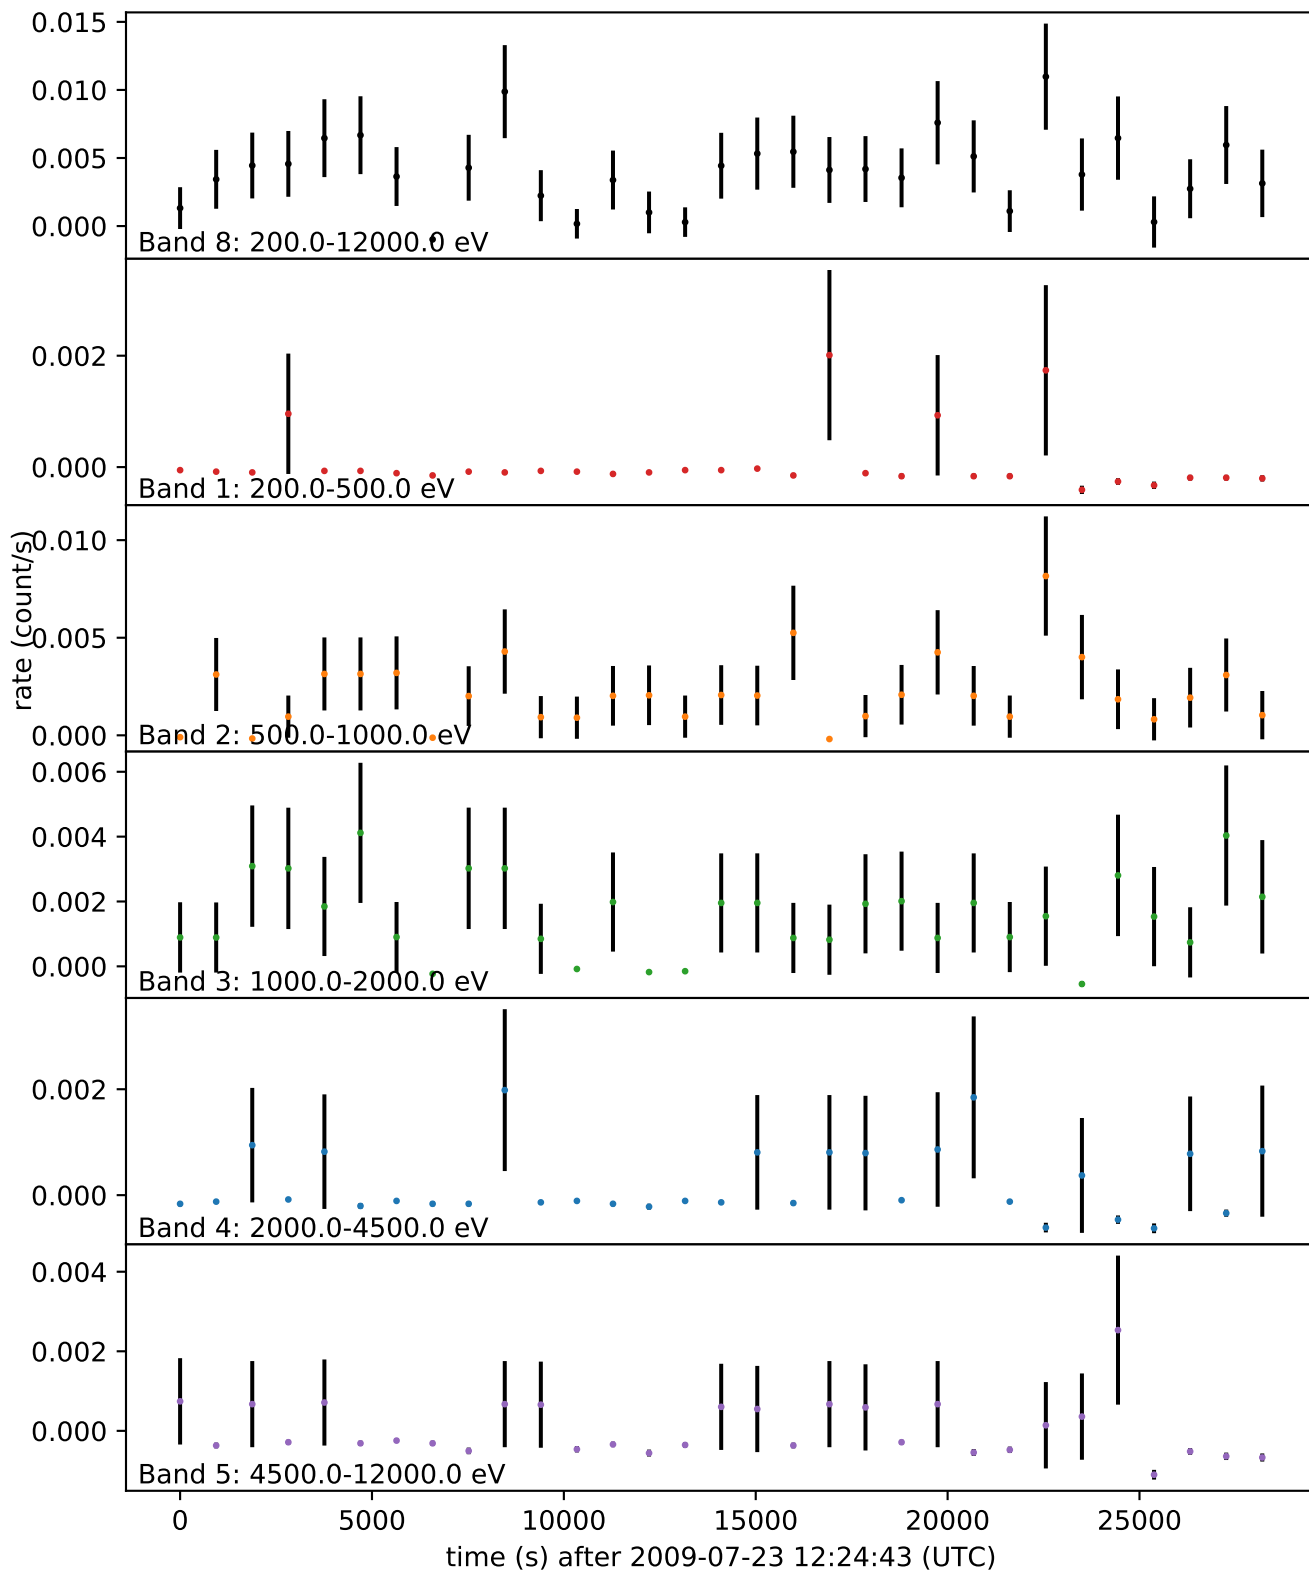 0.015
0.010
0.005
0.000
Band 8: 200.0-12000.0 eV
0.002
0.000
Band 1: 200.0-500.0 eV
rate (count/s)
0.010
0.005
0.000
Band 2: 500.0-1000.0 eV
0.006
0.004
0.002
0.000
Band 3: 1000.0-2000.0 eV
0.002
0.000
Band 4: 2000.0-4500.0 eV
0.004
0.002
0.000
Band 5: 4500.0-12000.0 eV
0 5000 10000 15000 20000 25000
time (s) after 2009-07-23 12:24:43 (UTC)